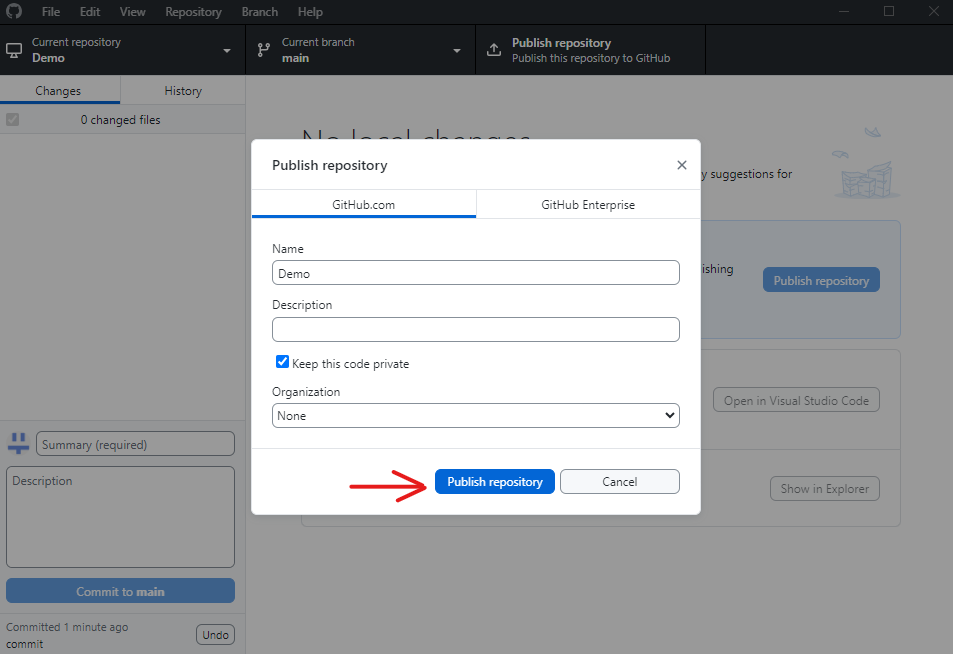 File Edit View Repository Branch Help
Current repository
Demo
Current branch
main
Publish repository
Publish this repository to GitHub
Changes
History
0 changed files
No local changes
y suggestions for
ishing
Publish repository
Open in Visual Studio Code
Show in Explorer
Publish repository
GitHub.com
GitHub Enterprise
Name
Demo
Description
Keep this code private
Organization
None
Publish repository
Cancel
Summary (required)
Description
Commit to main
Committed 1 minute ago
commit
Undo